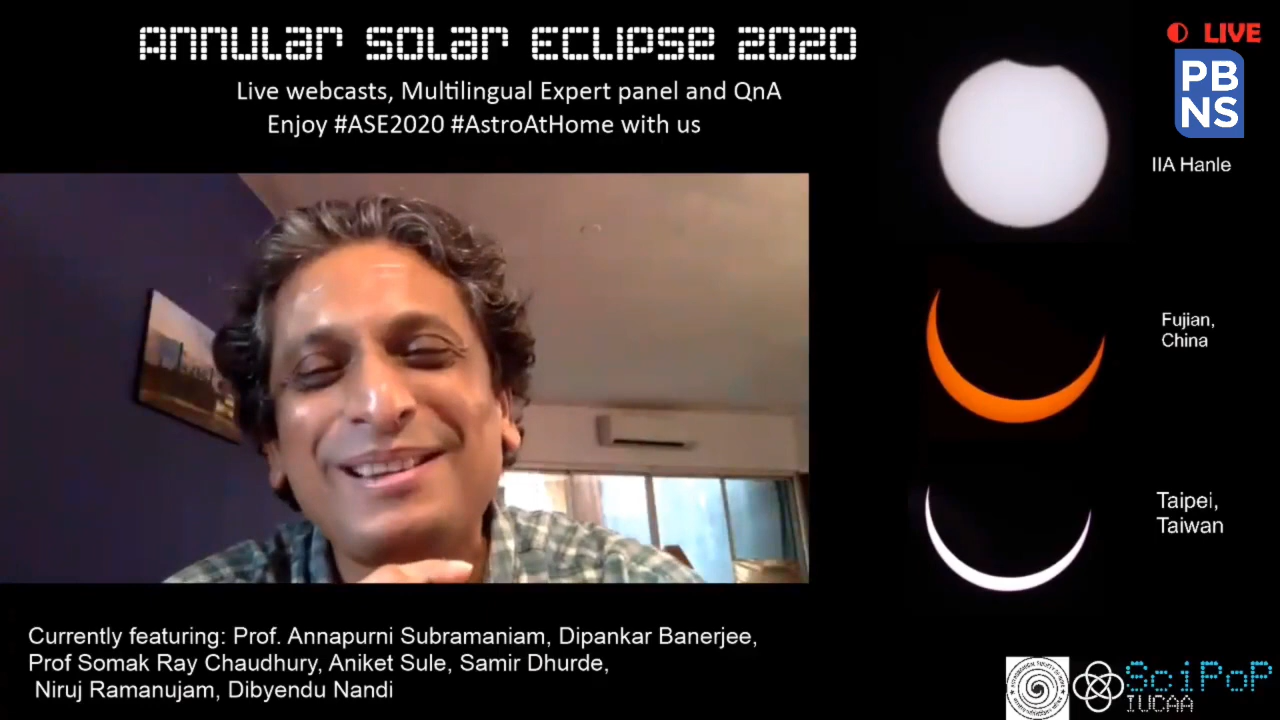 ANNULAR SOLAR ECLIPSE 2020
Live webcasts, Multilingual Expert panel and QnA
Enjoy #ASE2020 #AstroAtHome with us
LIVE
PB
NS
IIA Hanle
Fujian,
China
Taipei,
Taiwan
Currently featuring: Prof. Annapurni Subramaniam, Dipankar Banerjee,
Prof Somak Ray Chaudhury, Aniket Sule, Samir Dhurde,
Niruj Ramanujam, Dibyendu Nandi
SciPoP
IUCAA